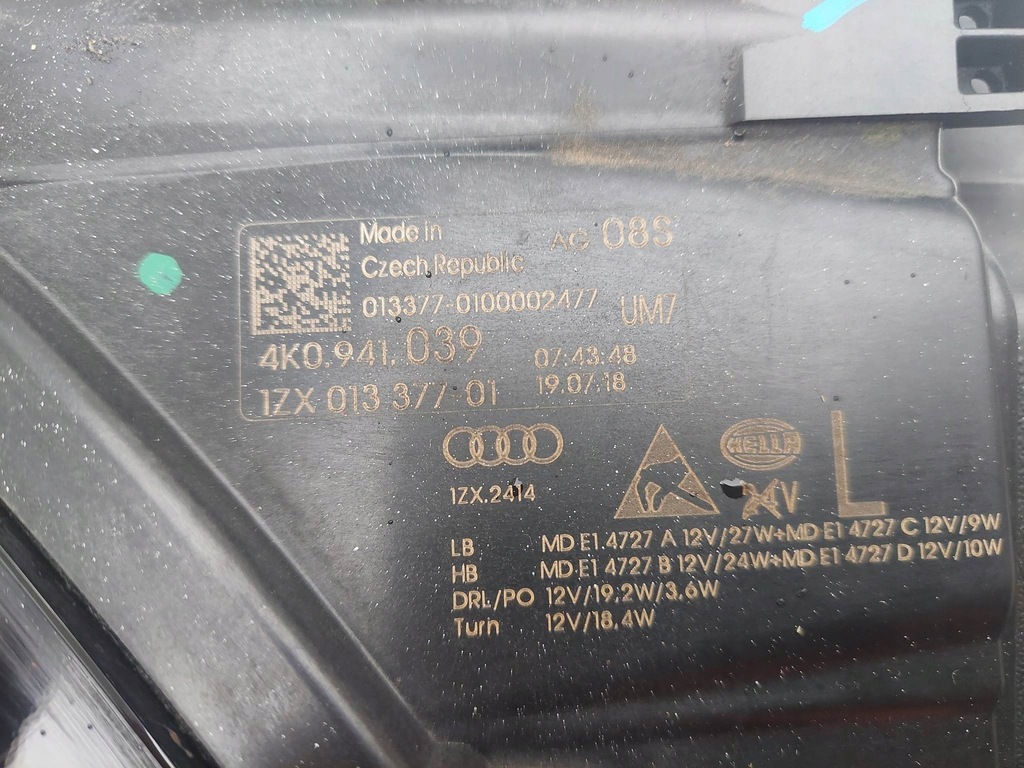 Made in
AG 08S
Czech Republic
013377-0100002477
UM7
4K0.941.039
07:43:48
1ZX 013 377 01
19.07.18
HELLA
L
1ZX.2414
24V
LB MD E1 4727 A 12V/27W+MD E1 4727 C 12V/9W
HB MD E1 4727 B 12V/24W+MD E1 4727 D 12V/10W
DRL/PO 12V/19,2W/3,6W
Turn 12V/18,4W